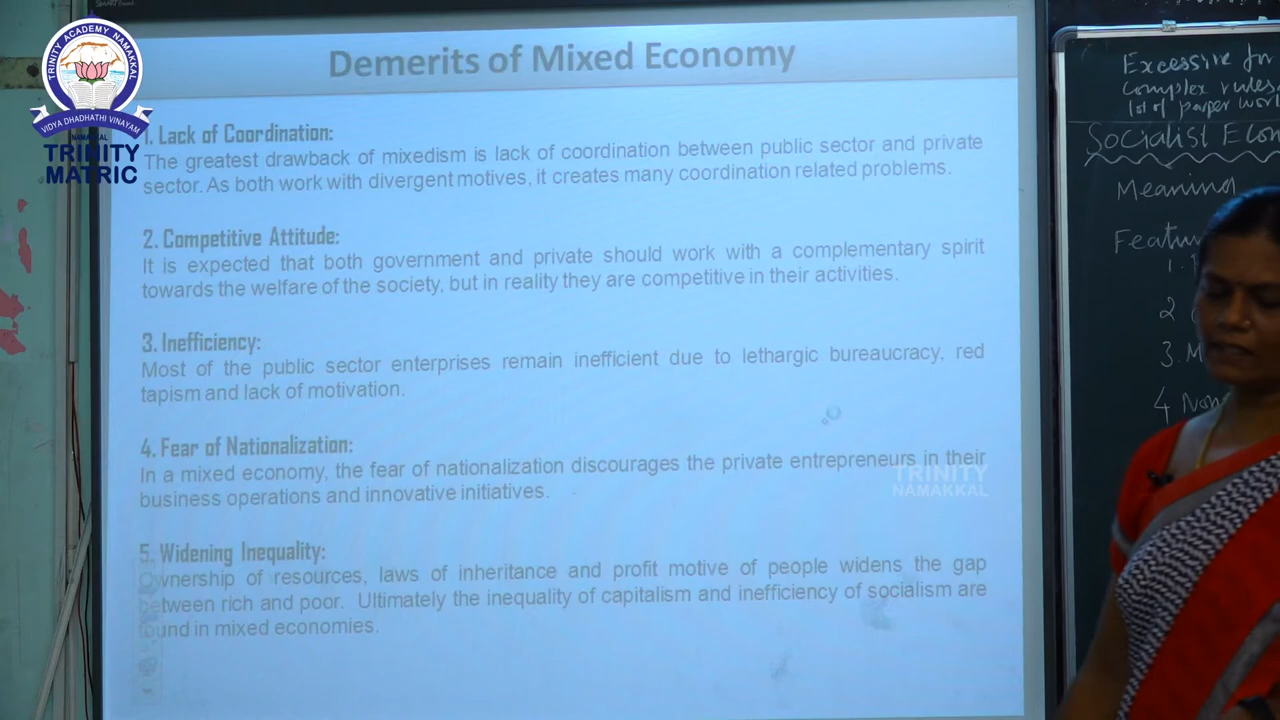 TRINITY ACADEMY NAMAKKAL
VIDYA DHADHATHI VINAYAM
NAMAKKAL
TRINITY
MATRIC
Demerits of Mixed Economy
1. Lack of Coordination:
The greatest drawback of mixedism is lack of coordination between public sector and private
sector. As both work with divergent motives, it creates many coordination related problems.
2. Competitive Attitude:
It is expected that both government and private should work with a complementary spirit
towards the welfare of the society, but in reality they are competitive in their activities.
3. Inefficiency:
Most of the public sector enterprises remain inefficient due to lethargic bureaucracy, red
tapism and lack of motivation.
4. Fear of Nationalization:
In a mixed economy, the fear of nationalization discourages the private entrepreneurs in their
business operations and innovative initiatives.
TRINITY
NAMAKKAL
5. Widening Inequality:
Ownership of resources, laws of inheritance and profit motive of people widens the gap
between rich and poor. Ultimately the inequality of capitalism and inefficiency of socialism are
found in mixed economies.
Excessive
complex rules
lot of paper work
Socialist Econ
Meaning
Featur
1.
2
3. M
4 Non